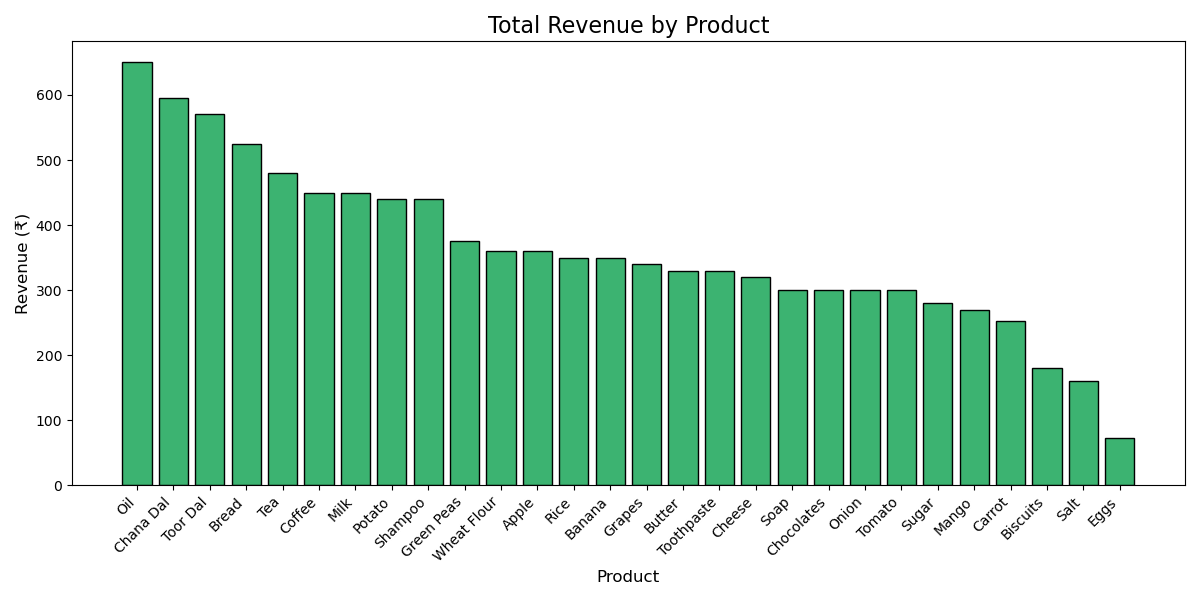 Total Revenue by Product
Revenue (₹)
600
500
400
300
200
100
0
Oil
Chana Dal
Toor Dal
Bread
Tea
Coffee
Milk
Potato
Shampoo
Green Peas
Wheat Flour
Apple
Rice
Banana
Grapes
Butter
Toothpaste
Cheese
Soap
Chocolates
Onion
Tomato
Sugar
Mango
Carrot
Biscuits
Salt
Eggs
Product